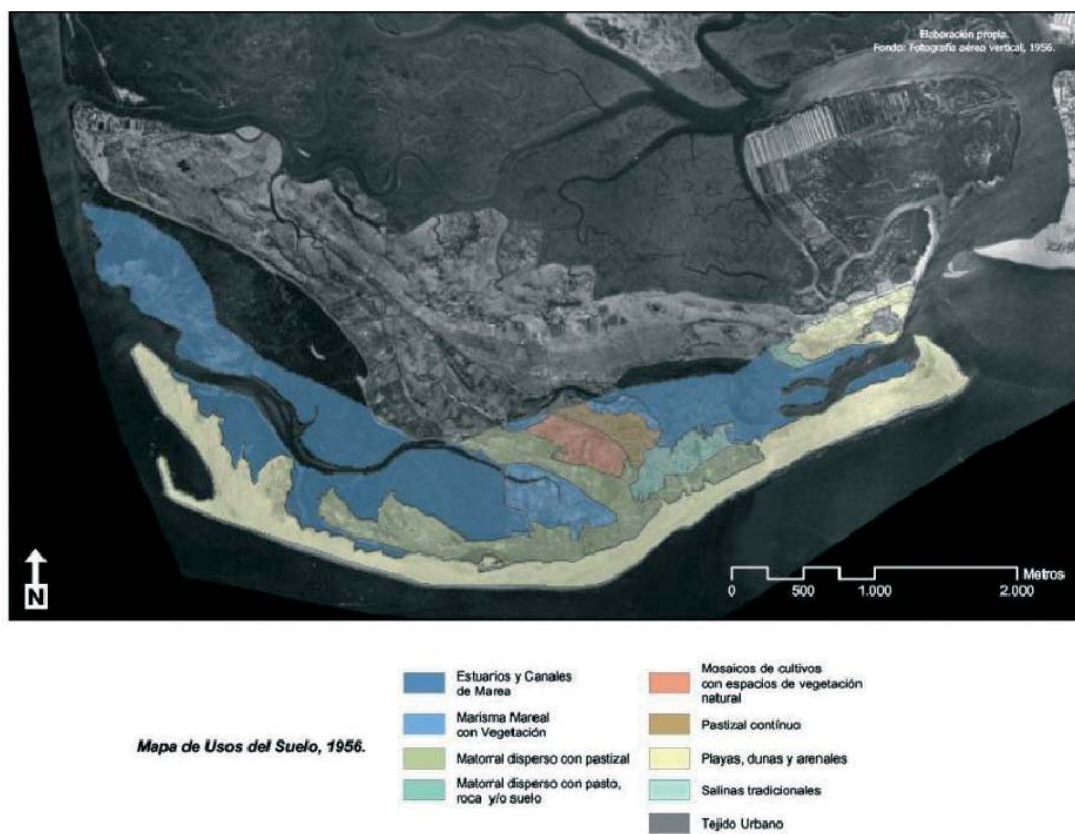 Elaboración propia.
Fondo: Fotografía aérea vertical, 1956.
N
Metros
0 500 1.000 2.000
Mapa de Usos del Suelo, 1956.
Estuarios y Canales
de Marea
Marisma Mareal
con Vegetación
Matorral disperso con pastizal
Matorral disperso con pasto,
roca y/o suelo
Mosaicos de cultivos
con espacios de vegetación
natural
Pastizal contínuo
Playas, dunas y arenales
Salinas tradicionales
Tejido Urbano